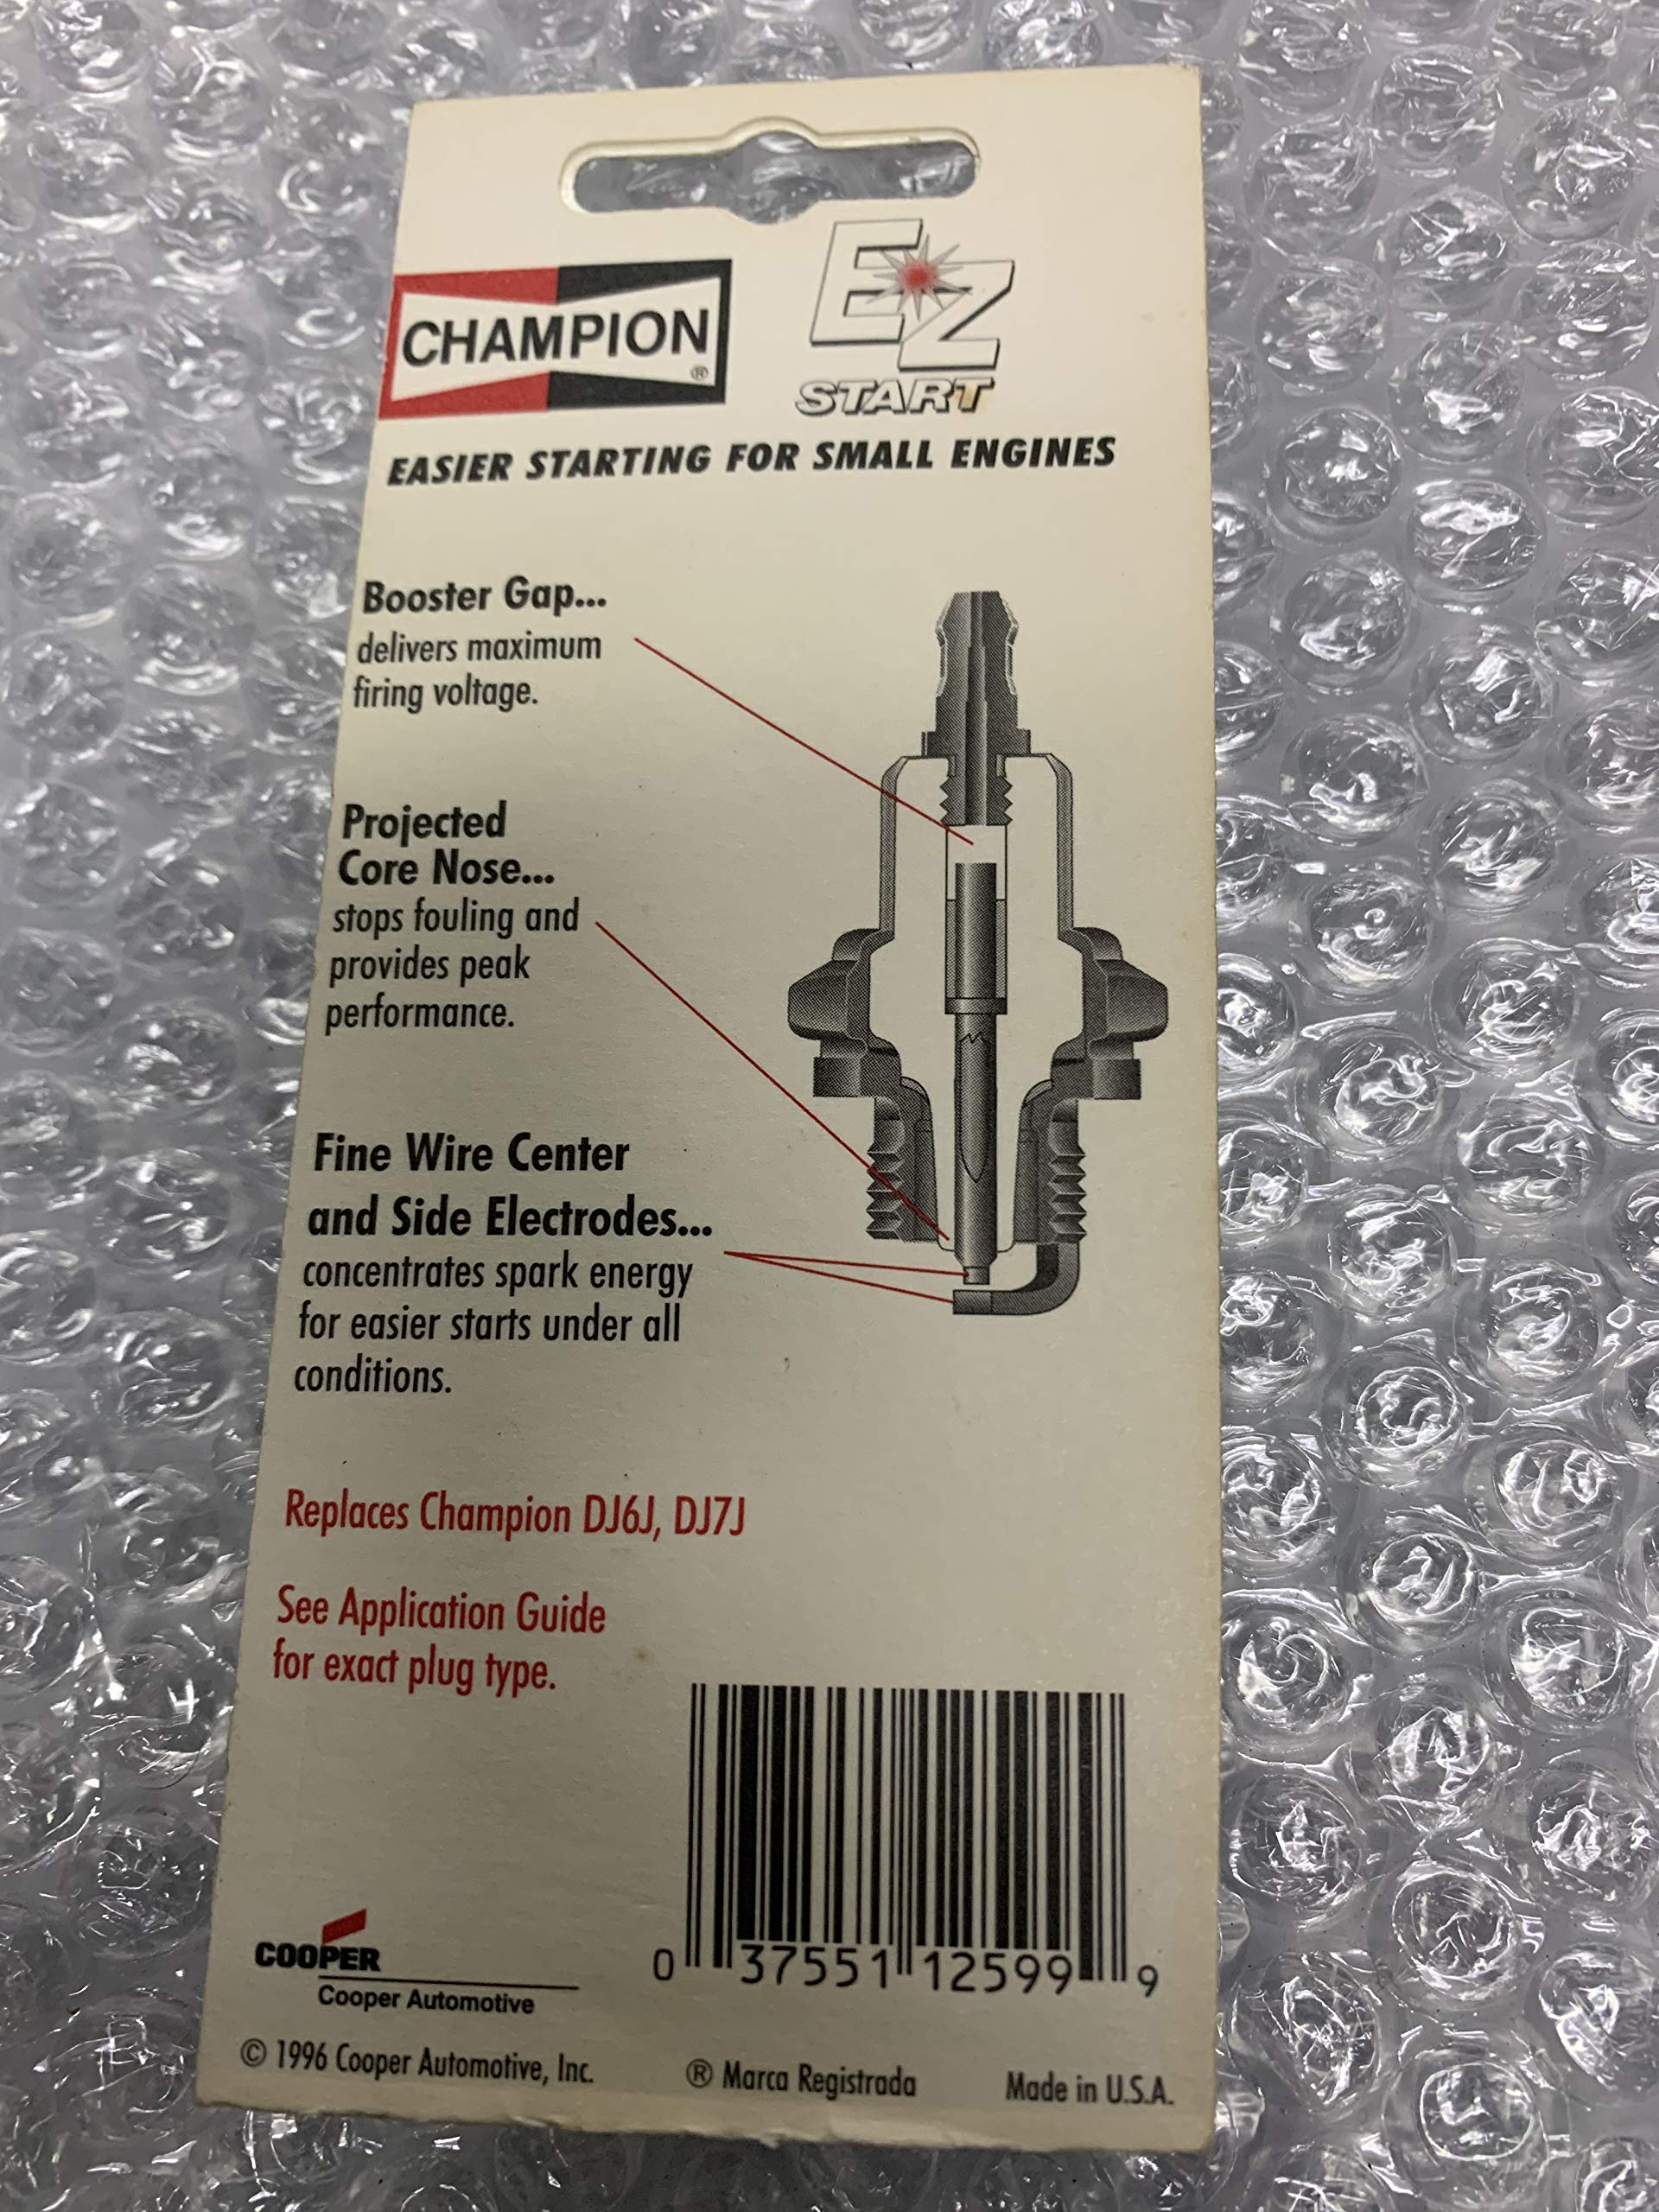 CHAMPION
®
EZ
START
EASIER STARTING FOR SMALL ENGINES
Booster Gap...
delivers maximum
firing voltage.
Projected
Core Nose...
stops fouling and
provides peak
performance.
Fine Wire Center
and Side Electrodes...
concentrates spark energy
for easier starts under all
conditions.
Replaces Champion DJ6J, DJ7J
See Application Guide
for exact plug type.
0 37551 12599 9
COOPER
Cooper Automotive
© 1996 Cooper Automotive, Inc. ® Marca Registrada Made in U.S.A.